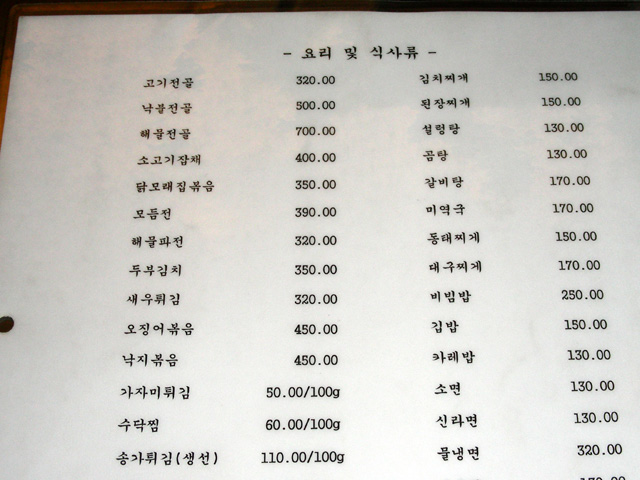 - 요리 및 식사류 -
고기전골 320.00 김치찌개 150.00
낙불전골 500.00 된장찌개 150.00
해물전골 700.00 설렁탕 130.00
소고기잡채 400.00 곰탕 130.00
닭모래집볶음 350.00 갈비탕 170.00
모듬전 390.00 미역국 170.00
해물파전 320.00 동태찌게 150.00
두부김치 350.00 대구찌게 170.00
새우튀김 320.00 비빔밥 250.00
오징어볶음 450.00 김밥 150.00
낙지볶음 450.00 카레밥 130.00
가자미튀김 50.00/100g 소면 130.00
수닥찜 60.00/100g 신라면 130.00
송가튀김(생선) 110.00/100g 물냉면 320.00